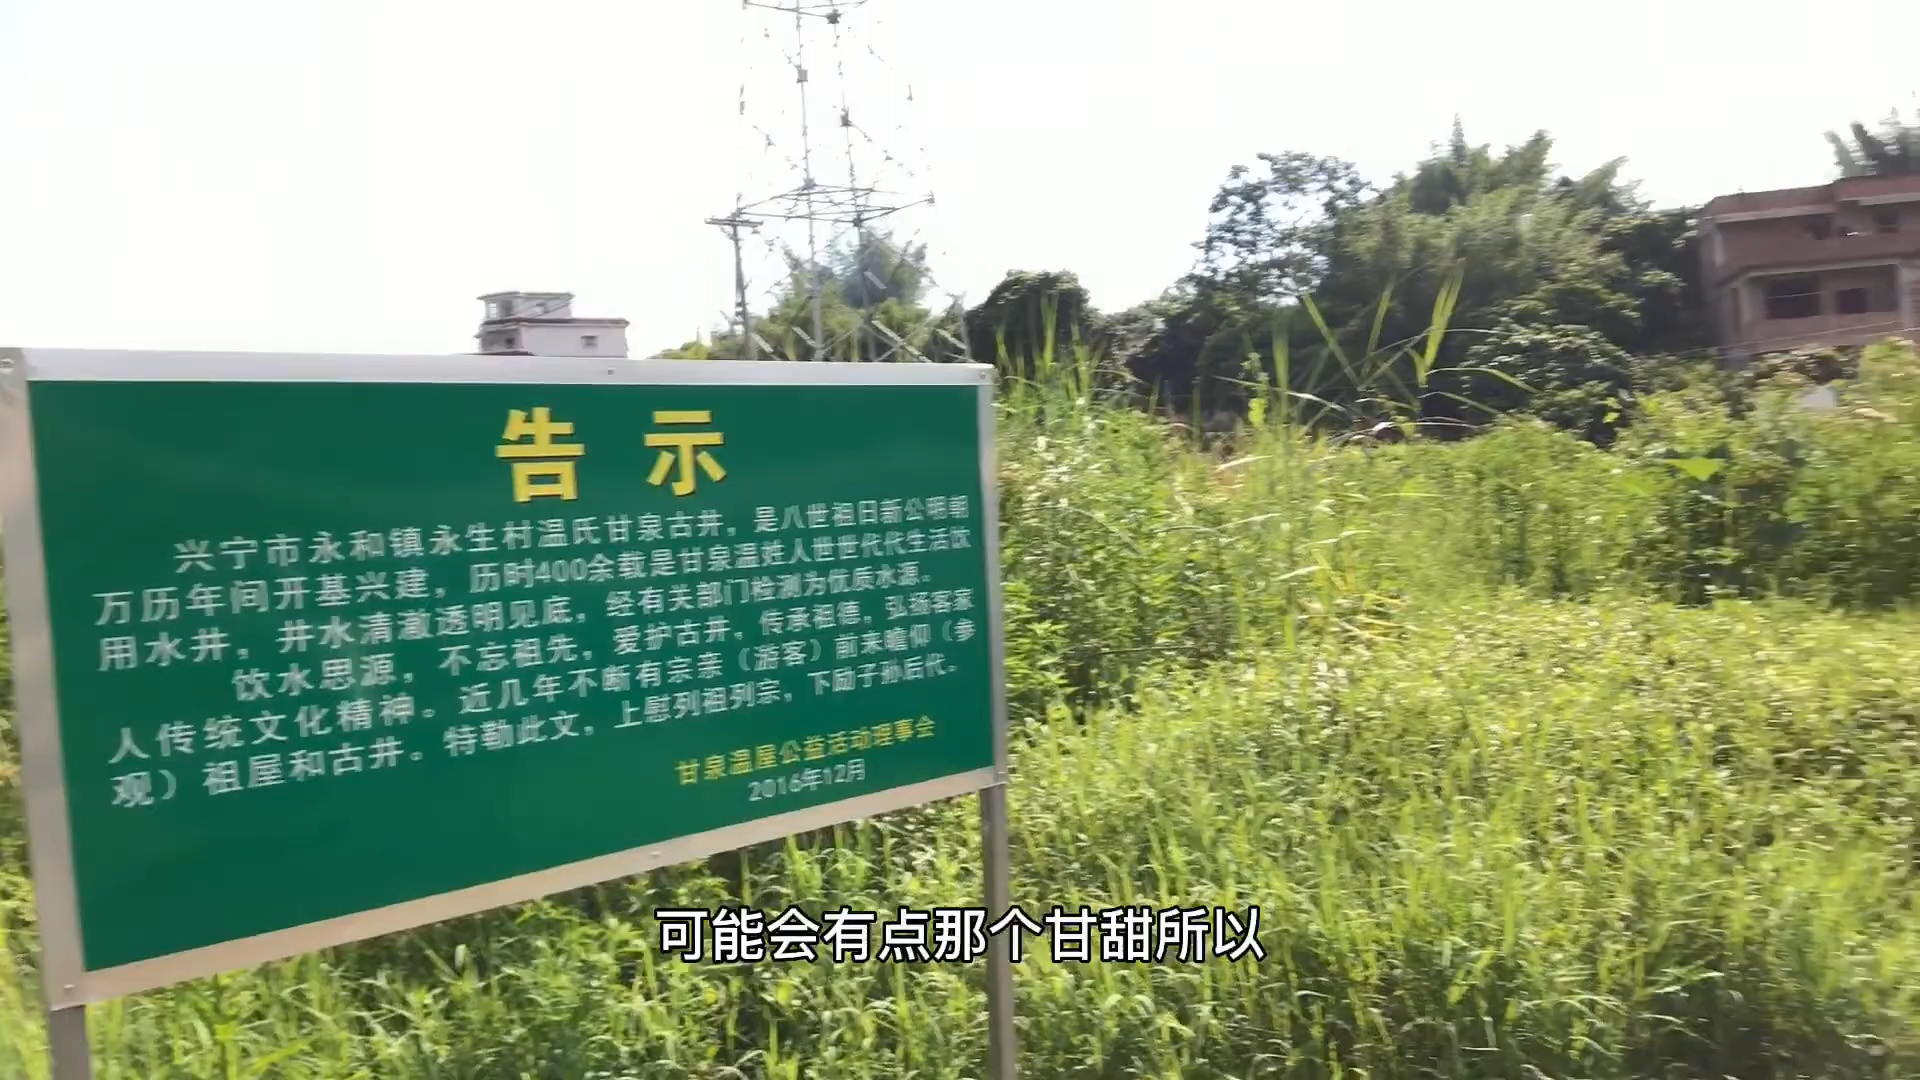 告示
兴宁市永和镇永生村温氏甘泉古井，是八世祖日新公明朝
万历年间开基兴建，历时400余载是甘泉温姓人世世代代生活饮
用水井，井水清澈透明见底，经有关部门检测为优质水源。
饮水思源，不忘祖先，爱护古井，传承祖德，弘扬客家
人传统文化精神。近几年不断有宗亲（游客）前来瞻仰（参
观）祖屋和古井。特勒此文，上慰列祖列宗，下励子孙后代。
甘泉温屋公益活动理事会
2016年12月
可能会有点那个甘甜所以